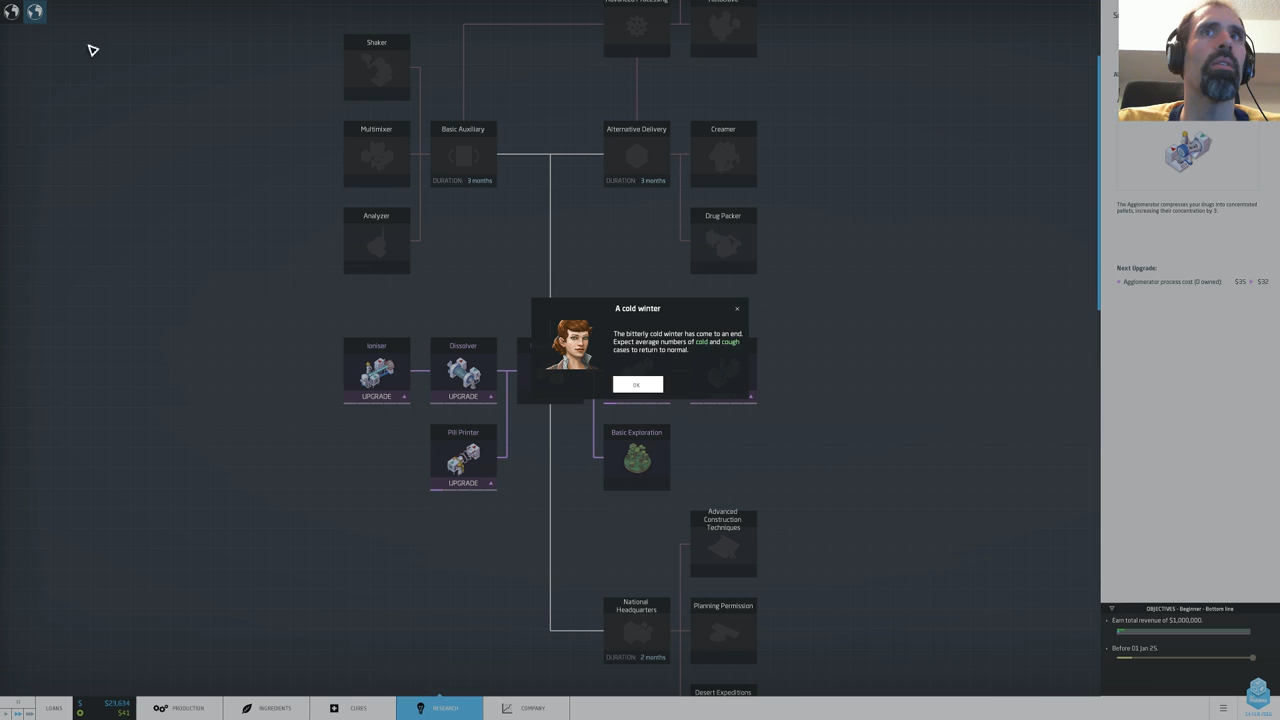 Shaker
Multimixer
Basic Auxiliary
DURATION: 3 months
Alternative Delivery
DURATION: 3 months
Creamer
Analyzer
Drug Packer
The Agglomerator compresses your drugs into concentrated
pellets, increasing their concentration by 3.
Next Upgrade:
Agglomerator process cost (0 owned) $35 $32
A cold winter
The bitterly cold winter has come to an end.
Expect average numbers of cold and cough
cases to return to normal.
OK
Ioniser
UPGRADE
Dissolver
UPGRADE
Pill Printer
UPGRADE
Basic Exploration
Advanced
Construction
Techniques
National
Headquarters
DURATION: 2 months
Planning Permission
Desert Expeditions
OBJECTIVES - Beginner - Bottom line
Earn total revenue of $1,000,000.
Before 01 Jan 25.
LOANS
$ $23,634
$41
PRODUCTION
INGREDIENTS
CURES
RESEARCH
COMPANY